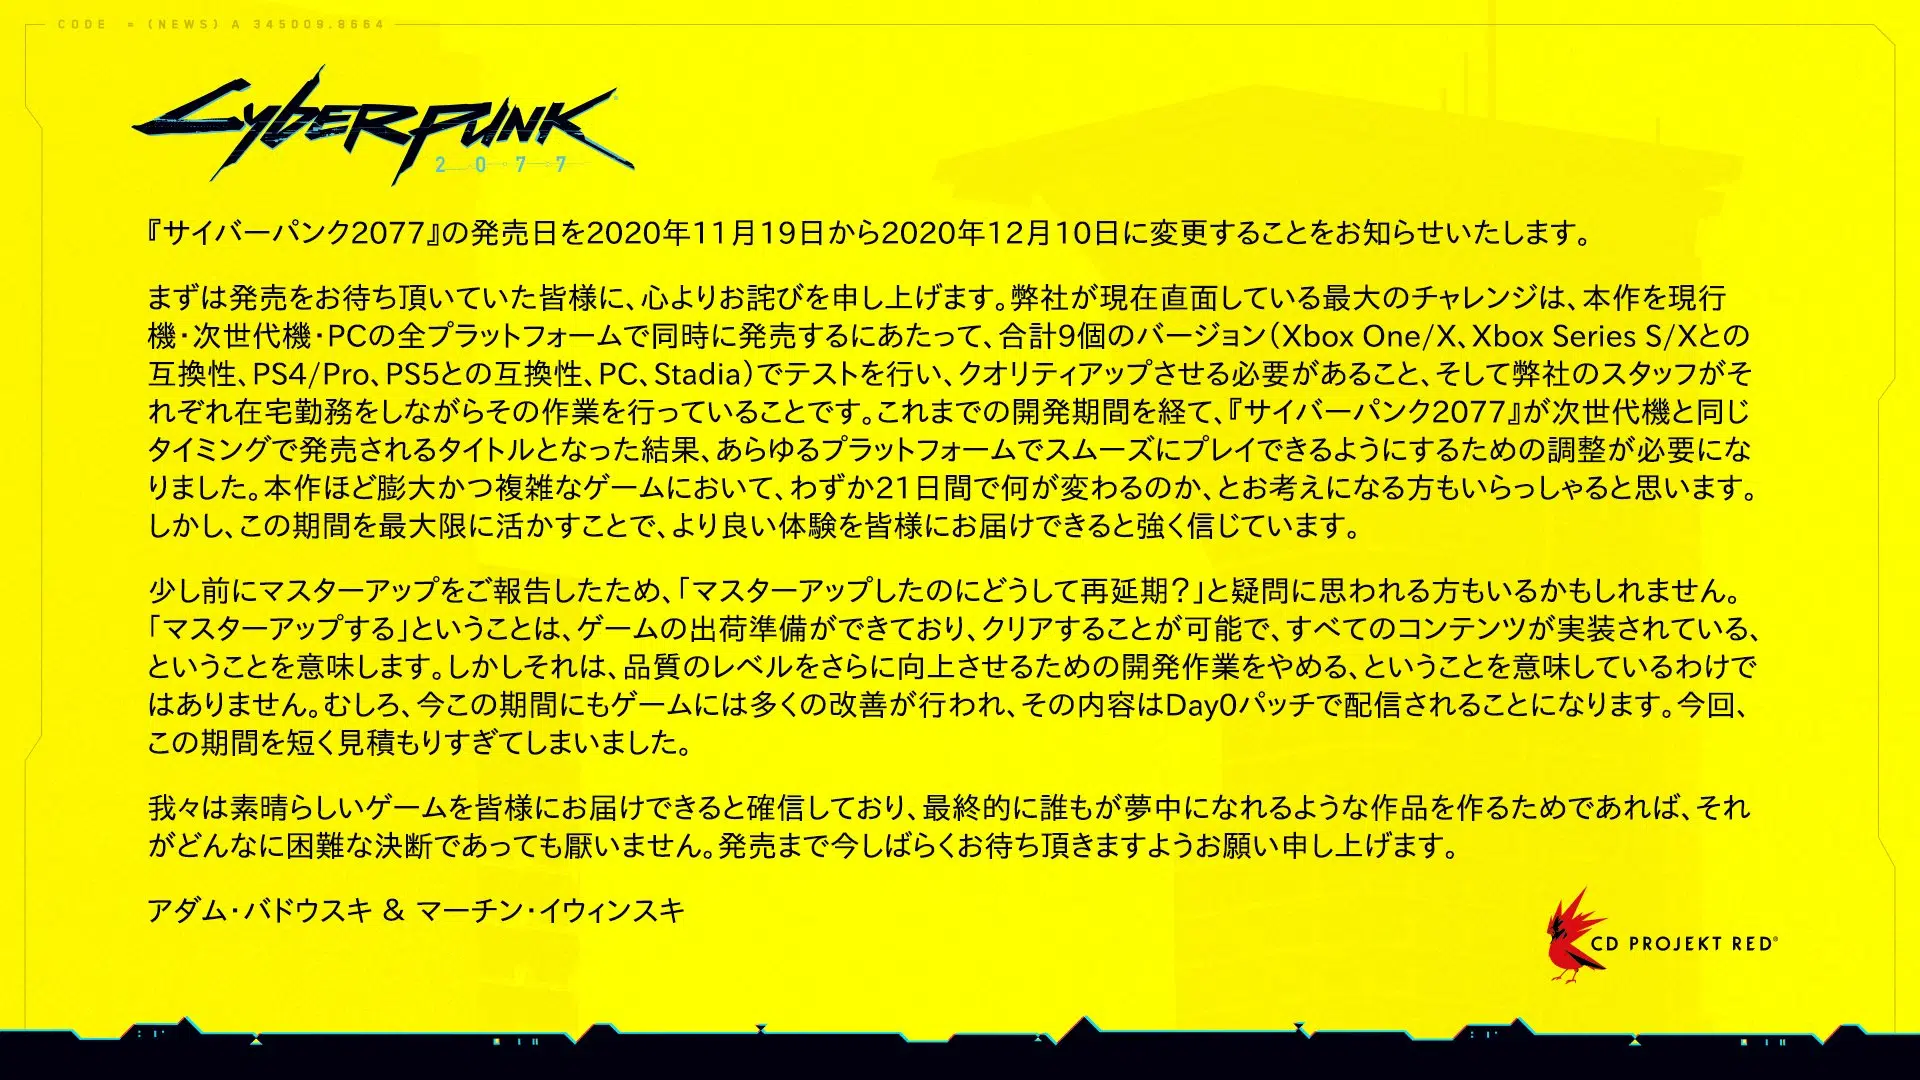 CODE = (NEWS) A 345009.8664
Cyberpunk
2077
『サイバーパンク2077』の発売日を2020年11月19日から2020年12月10日に変更することをお知らせいたします。
まずは発売をお待ち頂いていた皆様に、心よりお詫びを申し上げます。弊社が現在直面している最大のチャレンジは、本作を現行
機・次世代機・PCの全プラットフォームで同時に発売するにあたって、合計9個のバージョン（Xbox One/X、Xbox Series S/Xとの
互換性、PS4/Pro、PS5との互換性、PC、Stadia）でテストを行い、クオリティアップさせる必要があること、そして弊社のスタッフがそ
れぞれ在宅勤務をしながらその作業を行っていることです。これまでの開発期間を経て、『サイバーパンク2077』が次世代機と同じ
タイミングで発売されるタイトルとなった結果、あらゆるプラットフォームでスムーズにプレイできるようにするための調整が必要にな
りました。本作ほど膨大かつ複雑なゲームにおいて、わずか21日間で何が変わるのか、とお考えになる方もいらっしゃると思います。
しかし、この期間を最大限に活かすことで、より良い体験を皆様にお届けできると強く信じています。
少し前にマスターアップをご報告したため、「マスターアップしたのにどうして再延期？」と疑問に思われる方もいるかもしれません。
「マスターアップする」ということは、ゲームの出荷準備ができており、クリアすることが可能で、すべてのコンテンツが実装されている、
ということを意味します。しかしそれは、品質のレベルをさらに向上させるための開発作業をやめる、ということを意味しているわけで
はありません。むしろ、今この期間にもゲームには多くの改善が行われ、その内容はDay0パッチで配信されることになります。今回、
この期間を短く見積もりすぎてしまいました。
我々は素晴らしいゲームを皆様にお届けできると確信しており、最終的に誰もが夢中になれるような作品を作るためであれば、それ
がどんなに困難な決断であっても厭いません。発売まで今しばらくお待ち頂きますようお願い申し上げます。
アダム・バドウスキ & マーチン・イウィンスキ
CD PROJEKT RED®